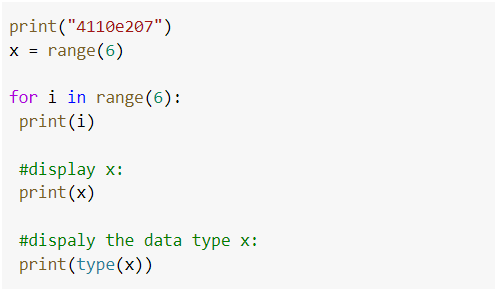 print("4110e207")
x = range(6)
for i in range(6):
 print(i)
 #display x:
 print(x)
 #dispaly the data type x:
 print(type(x))